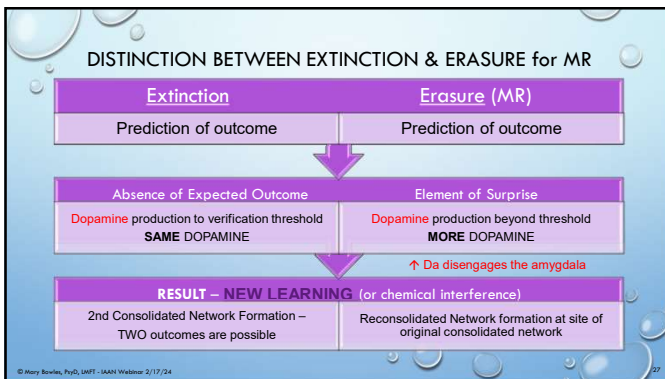 DISTINCTION BETWEEN EXTINCTION & ERASURE for MR
Extinction
Erasure (MR)
Prediction of outcome
Prediction of outcome
Absence of Expected Outcome
Element of Surprise
Dopamine production to verification threshold
SAME DOPAMINE
Dopamine production beyond threshold
MORE DOPAMINE
↑ Da disengages the amygdala
RESULT – NEW LEARNING (or chemical interference)
2nd Consolidated Network Formation –
TWO outcomes are possible
Reconsolidated Network formation at site of
original consolidated network
© Mary Bowles, PsyD, LMFT - IAAN Webinar 2/17/24
27